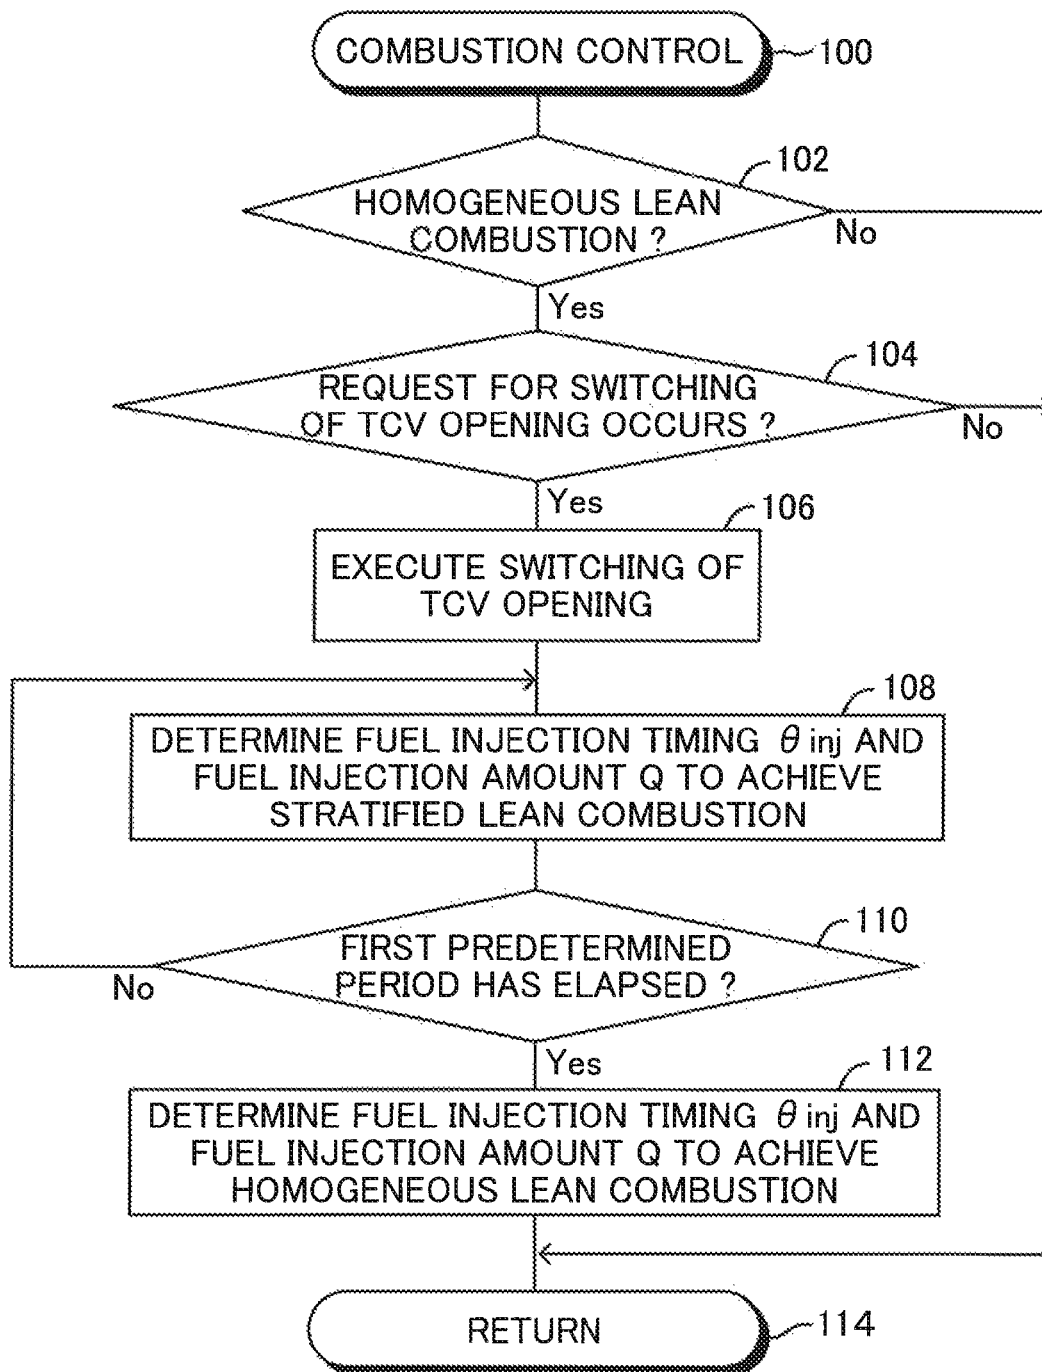 COMBUSTION CONTROL
100
102
HOMOGENEOUS LEAN
COMBUSTION ?
No
Yes
104
REQUEST FOR SWITCHING
OF TCV OPENING OCCURS ?
No
Yes
106
EXECUTE SWITCHING OF
TCV OPENING
108
DETERMINE FUEL INJECTION TIMING θ inj AND
FUEL INJECTION AMOUNT Q TO ACHIEVE
STRATIFIED LEAN COMBUSTION
110
FIRST PREDETERMINED
PERIOD HAS ELAPSED ?
No
Yes
112
DETERMINE FUEL INJECTION TIMING θ inj AND
FUEL INJECTION AMOUNT Q TO ACHIEVE
HOMOGENEOUS LEAN COMBUSTION
RETURN
114